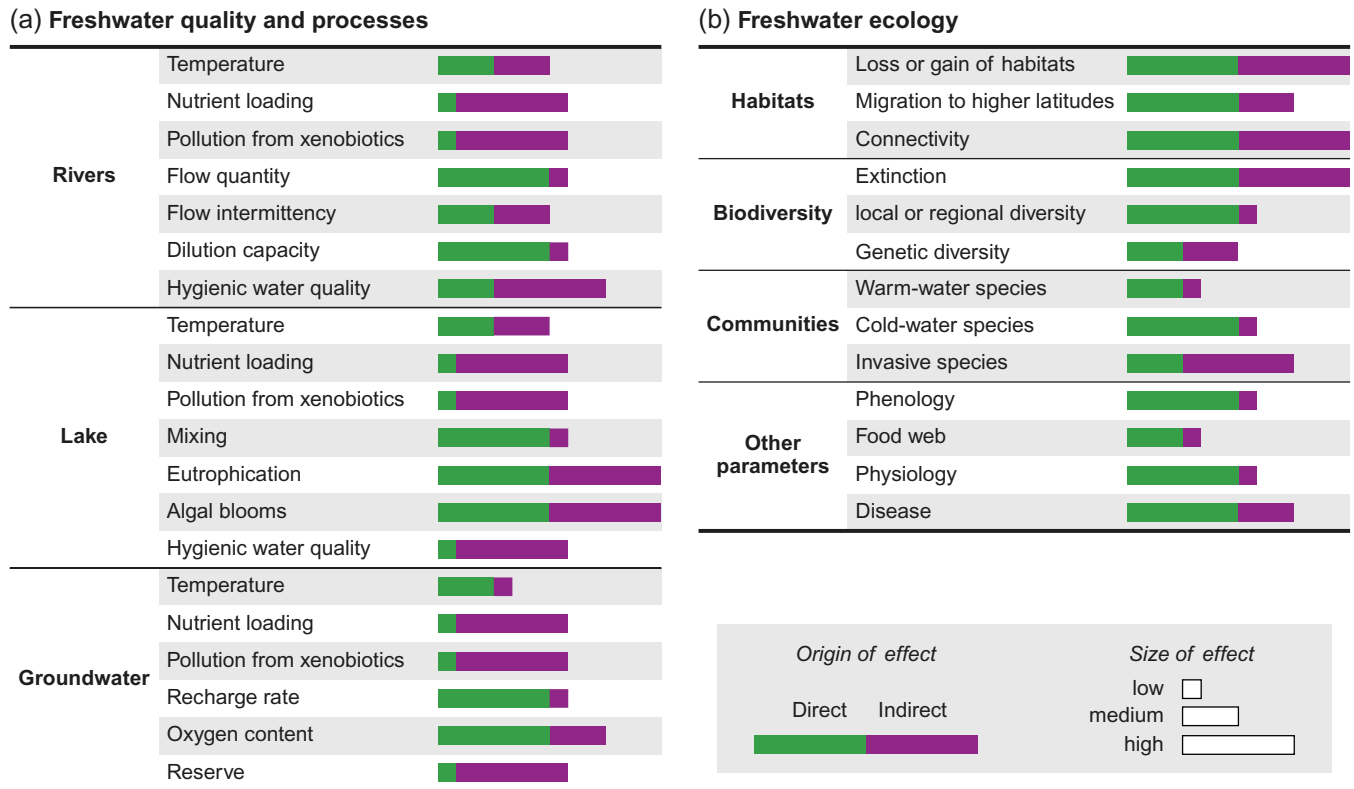 (a) Freshwater quality and processes
Rivers
Temperature
Nutrient loading
Pollution from xenobiotics
Flow quantity
Flow intermittency
Dilution capacity
Hygienic water quality
Lake
Temperature
Nutrient loading
Pollution from xenobiotics
Mixing
Eutrophication
Algal blooms
Hygienic water quality
Groundwater
Temperature
Nutrient loading
Pollution from xenobiotics
Recharge rate
Oxygen content
Reserve
(b) Freshwater ecology
Habitats
Loss or gain of habitats
Migration to higher latitudes
Connectivity
Biodiversity
Extinction
local or regional diversity
Genetic diversity
Communities
Warm-water species
Cold-water species
Invasive species
Other
parameters
Phenology
Food web
Physiology
Disease
Origin of effect
Direct Indirect
Size of effect
low
medium
high